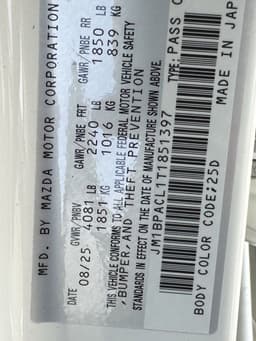 MFD. BY MAZDA MOTOR CORPORATION
DATE GVWR/PNBV GAWR/PNBE FRT GAWR/PNBE RR
08/25 4081 LB 2240 LB 1850 LB
1851 KG 1016 KG 839 KG
THIS VEHICLE CONFORMS TO ALL APPLICABLE FEDERAL MOTOR VEHICLE SAFETY
,BUMPER,AND THEFT PREVENTION
STANDARDS IN EFFECT ON THE DATE OF MANUFACTURE SHOWN ABOVE.
JM1BPACL1T1851397 TYPE:PASS C
BODY COLOR CODE;25D MADE IN JAP